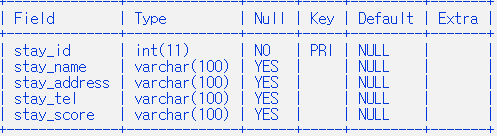 +--------------+--------------+------+-----+---------+-------+
| Field | Type | Null | Key | Default | Extra |
+--------------+--------------+------+-----+---------+-------+
| stay_id | int(11) | NO | PRI | NULL | |
| stay_name | varchar(100) | YES | | NULL | |
| stay_address | varchar(100) | YES | | NULL | |
| stay_tel | varchar(100) | YES | | NULL | |
| stay_score | varchar(100) | YES | | NULL | |
+--------------+--------------+------+-----+---------+-------+